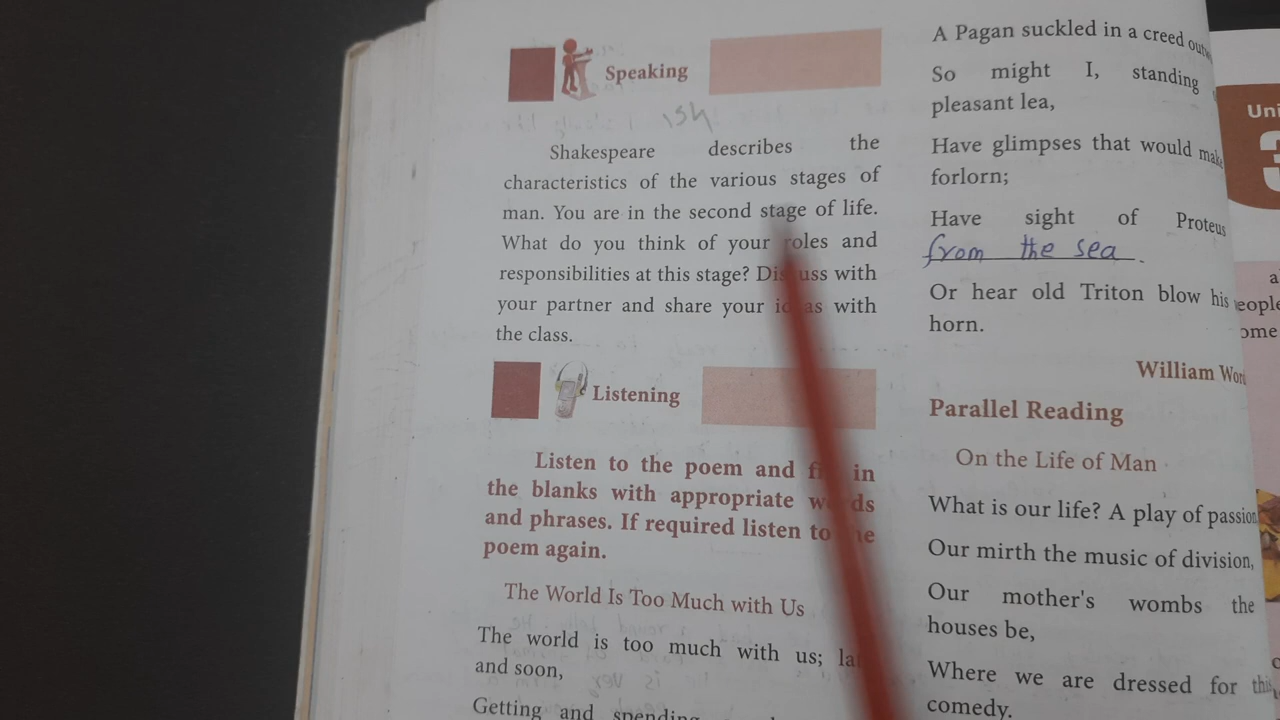 Speaking
Shakespeare describes the
characteristics of the various stages of
man. You are in the second stage of life.
What do you think of your roles and
responsibilities at this stage? Discuss with
your partner and share your ideas with
the class.
Listening
Listen to the poem and fill in
the blanks with appropriate words
and phrases. If required listen to the
poem again.
The World Is Too Much with Us
The world is too much with us;
and soon,
Getting and spending
A Pagan suckled in a creed
So might I, standing
pleasant lea,
Have glimpses that would make
forlorn;
Have sight of Proteus
from the sea.
Or hear old Triton blow his
horn.
William
Parallel Reading
On the Life of Man
What is our life? A play of passion
Our mirth the music of division,
Our mother's wombs the
houses be,
Where we are dressed for this
comedy.
3